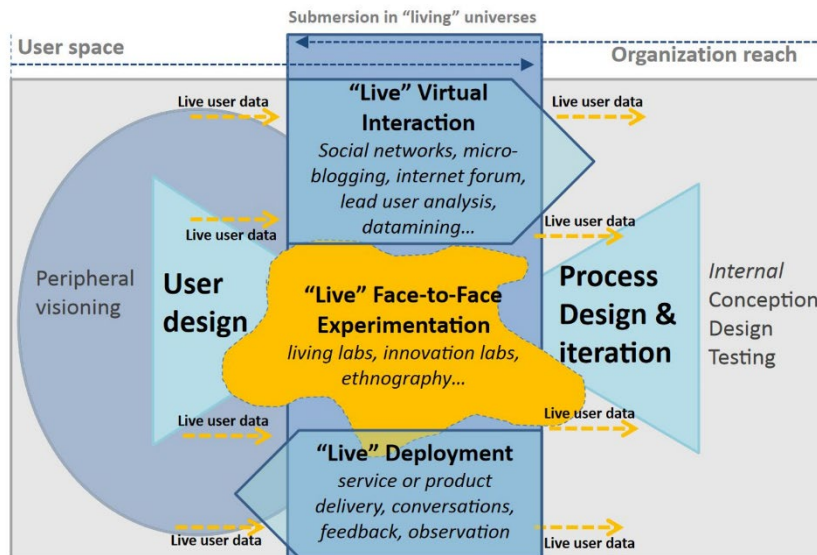 Submersion in “living” universes
User space
Organization reach
Live user data
“Live” Virtual
Interaction
Social networks, micro-
blogging, internet forum,
lead user analysis,
datamining...
Live user data
Live user data
Live user data
Peripheral
visioning
User
design
“Live” Face-to-Face
Experimentation
living labs, innovation labs,
ethnography...
Process
Design &
iteration
Internal
Conception
Design
Testing
Live user data
Live user data
“Live” Deployment
service or product
delivery, conversations,
feedback, observation
Live user data
Live user data